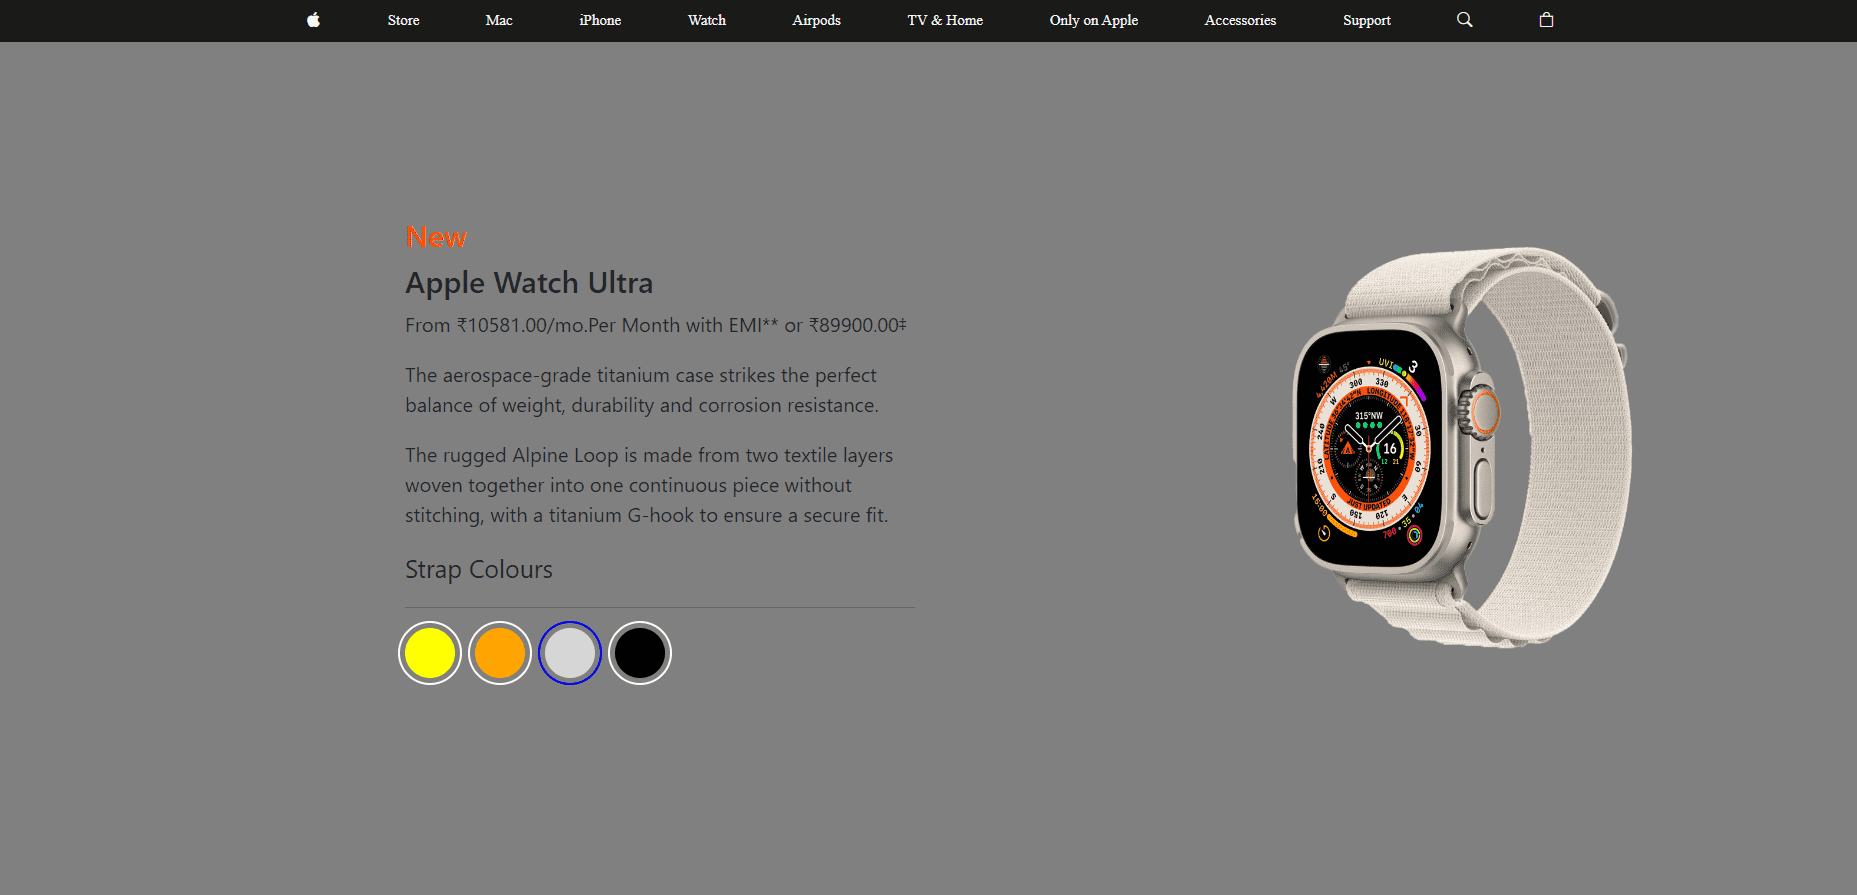 Store Mac iPhone Watch Airpods TV & Home Only on Apple Accessories Support
New
Apple Watch Ultra
From ₹10581.00/mo.Per Month with EMI** or ₹89900.00‡
The aerospace-grade titanium case strikes the perfect
balance of weight, durability and corrosion resistance.
The rugged Alpine Loop is made from two textile layers
woven together into one continuous piece without
stitching, with a titanium G-hook to ensure a secure fit.
Strap Colours
UVI 3
300 330
W
315°NW
30
240
16
60
210
12 21
S
E
JUST UPDATED
150 120